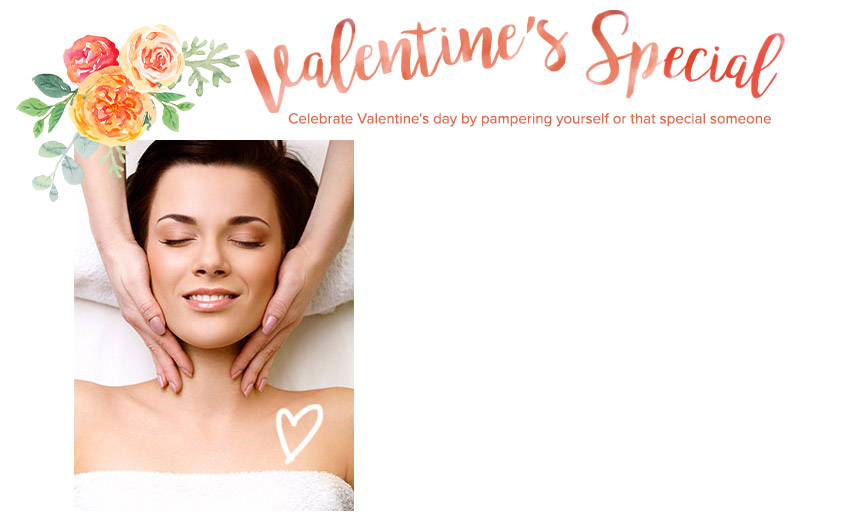 Valentine's Special
Celebrate Valentine's day by pampering yourself or that special someone